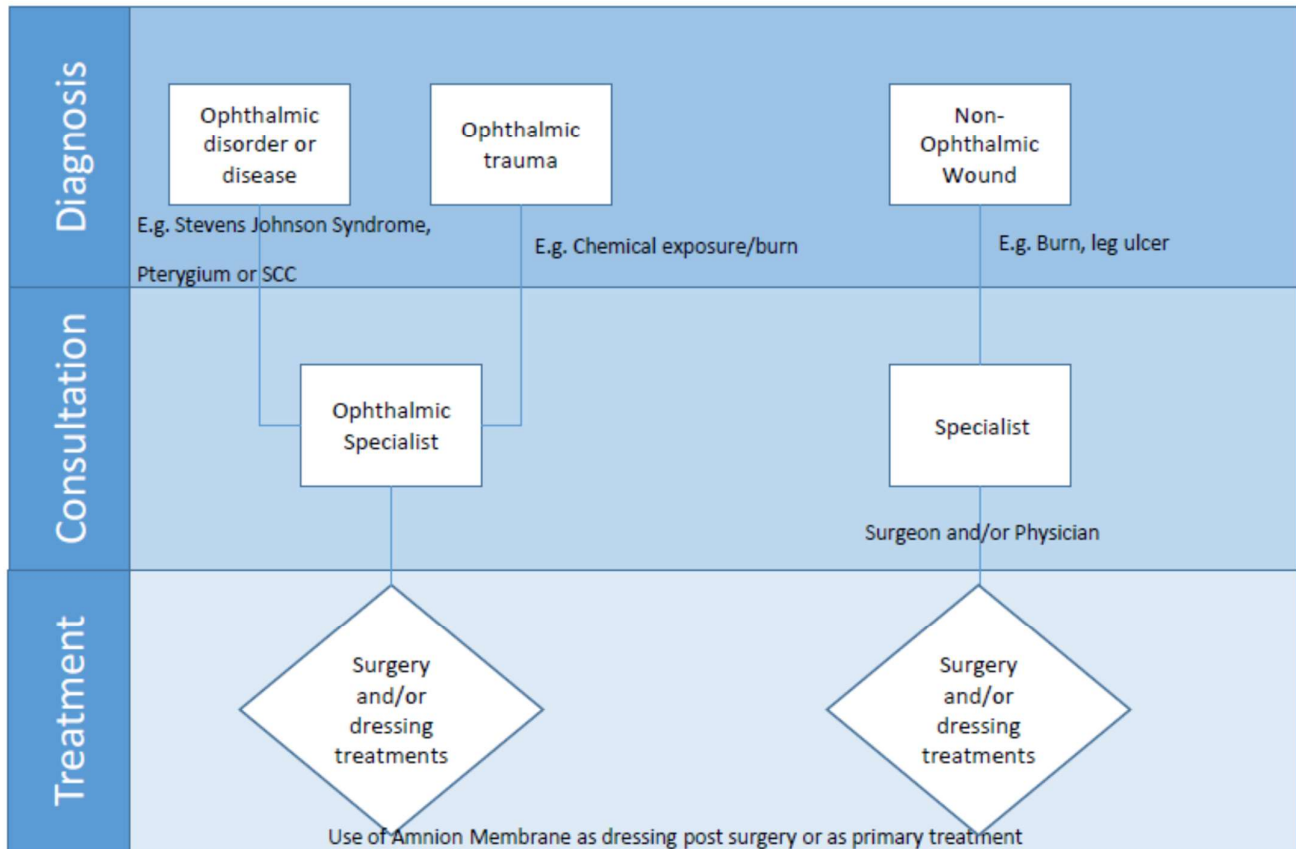 Diagnosis
Ophthalmic
disorder or
disease
Ophthalmic
trauma
Non-
Ophthalmic
Wound
E.g. Stevens Johnson Syndrome,
Pterygium or SCC
E.g. Chemical exposure/burn
E.g. Burn, leg ulcer
Consultation
Ophthalmic
Specialist
Specialist
Surgeon and/or Physician
Treatment
Surgery
and/or
dressing
treatments
Surgery
and/or
dressing
treatments
Use of Amnion Membrane as dressing post surgery or as primary treatment